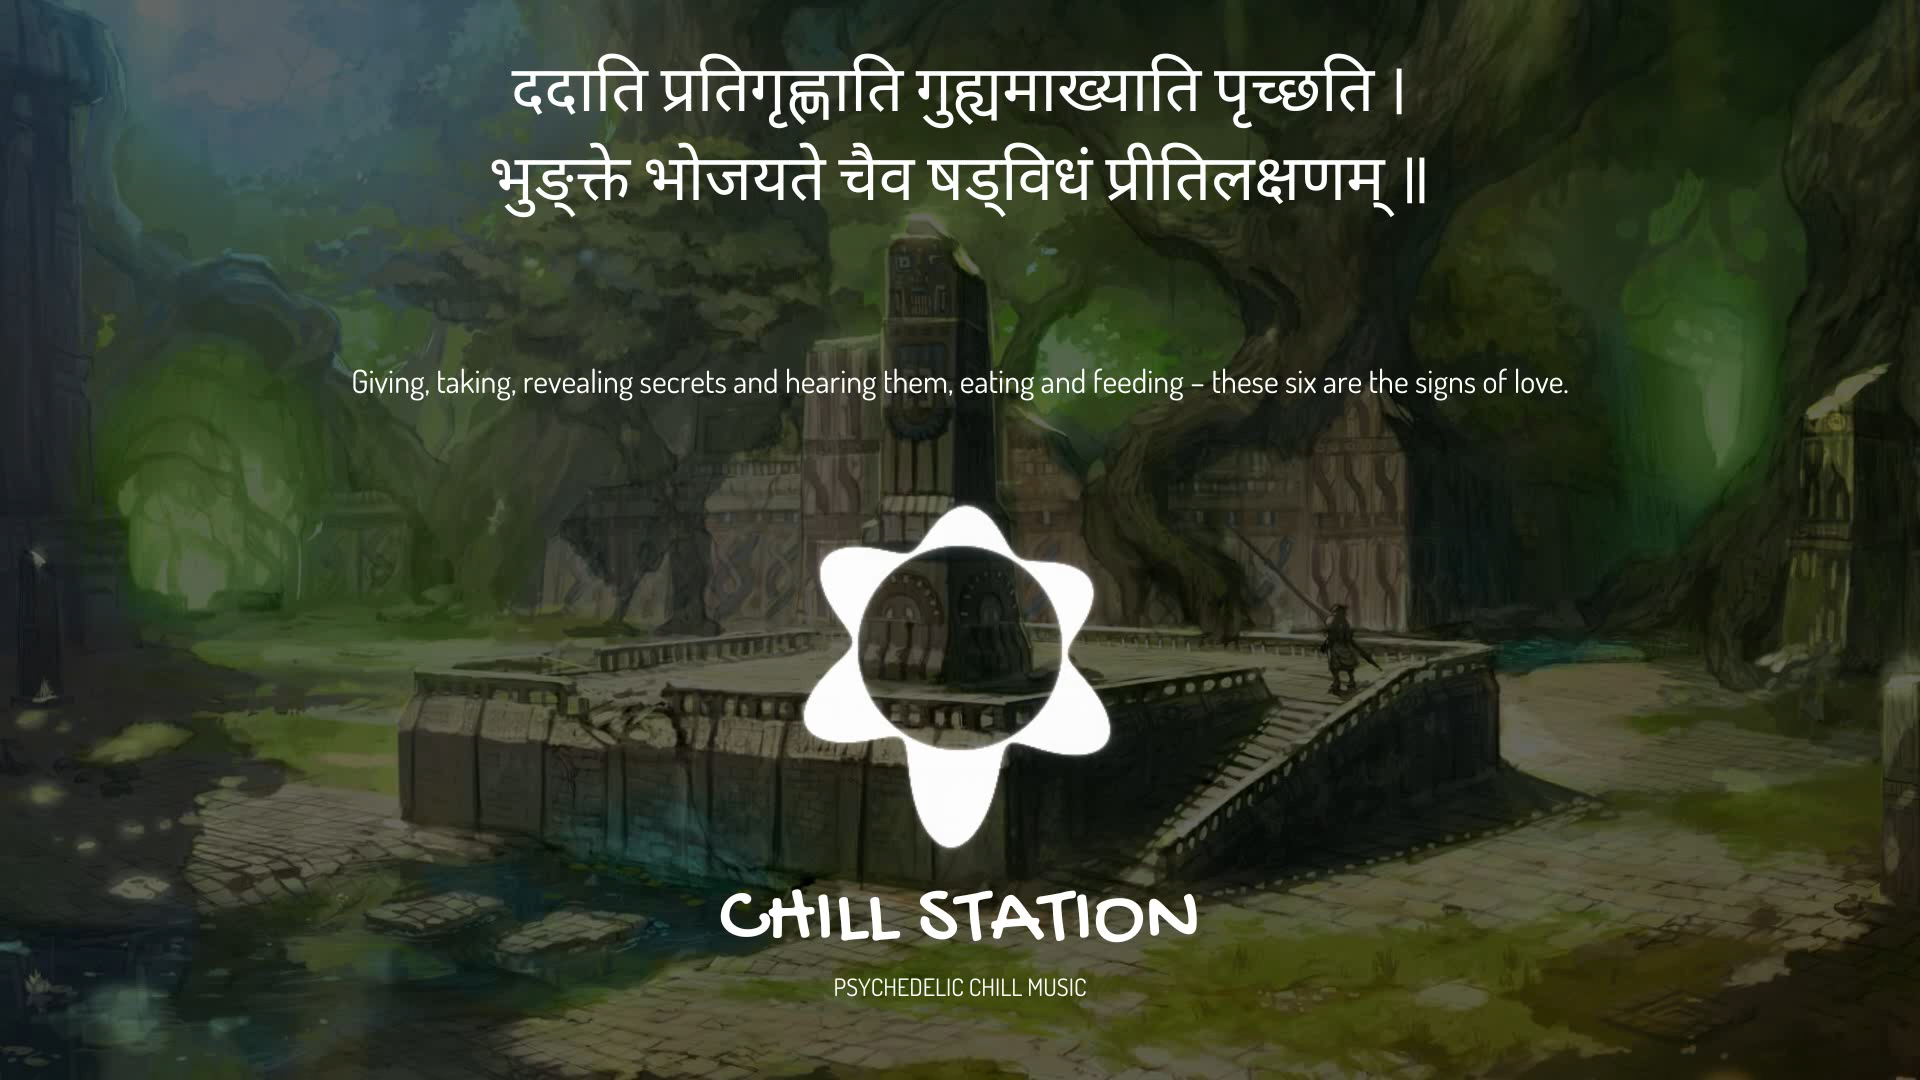 ददाति प्रतिगृह्णाति गुह्यमाख्याति पृच्छति ।
भुङ्क्ते भोजयते चैव षड्विधं प्रीतिलक्षणम् ॥
Giving, taking, revealing secrets and hearing them, eating and feeding – these six are the signs of love.
CHILL STATION
PSYCHEDELIC CHILL MUSIC